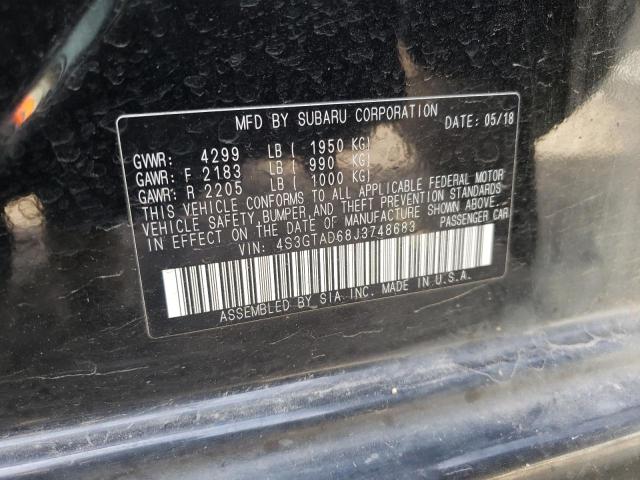 MFD BY SUBARU CORPORATION DATE: 05/18
GVWR: 4299 LB ( 1950 KG)
GAWR: F 2183 LB ( 990 KG)
GAWR: R 2205 LB ( 1000 KG)
THIS VEHICLE CONFORMS TO ALL APPLICABLE FEDERAL MOTOR
VEHICLE SAFETY, BUMPER, AND THEFT PREVENTION STANDARDS
IN EFFECT ON THE DATE OF MANUFACTURE SHOWN ABOVE.
VIN: 4S3GTAD68J3748683 PASSENGER CAR
ASSEMBLED BY SIA INC. MADE IN U.S.A.